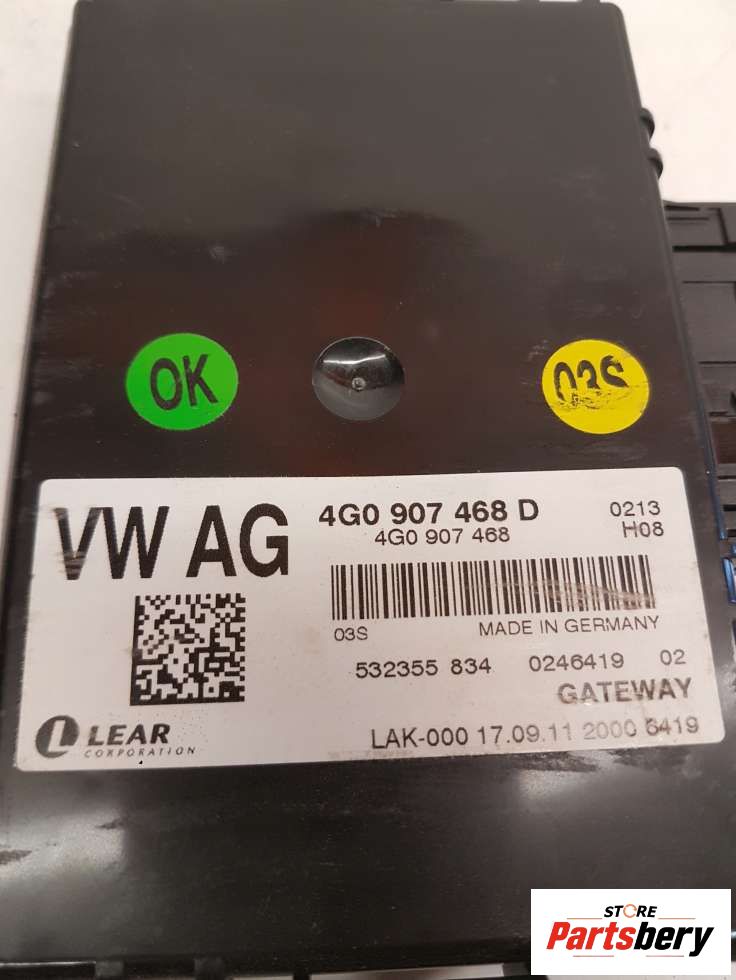 OK
03S
VW AG
4G0 907 468 D
0213
4G0 907 468
H08
03S
MADE IN GERMANY
532355 834
0246419 02
GATEWAY
LEAR
CORPORATION
LAK-000 17.09.11 2000 6419
STORE
Partsbery